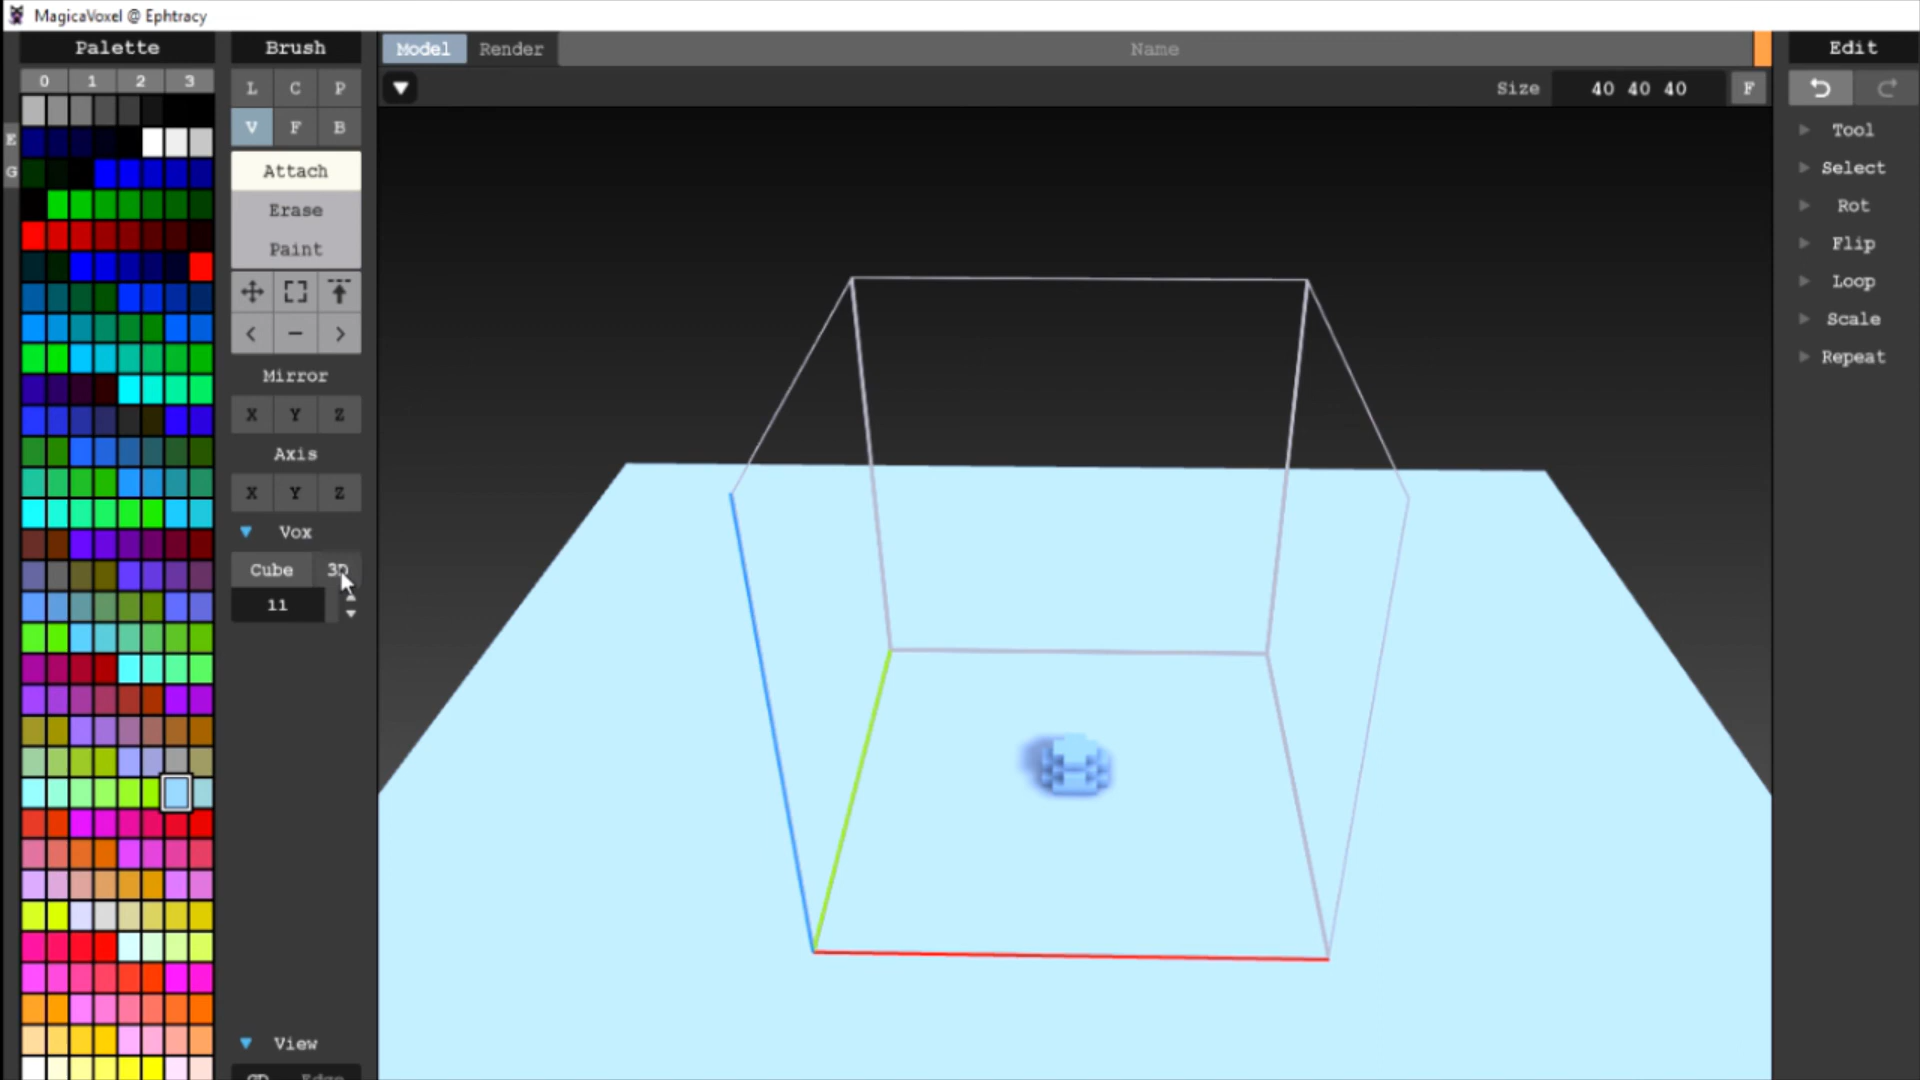 MagicaVoxel @ Ephtracy
Palette
0 1 2 3
E
G
Brush
L C P
V F B
Attach
Erase
Paint
Mirror
X Y Z
Axis
X Y Z
Vox
Cube 3D
11
View
Edge
Model Render Name
Size 40 40 40 F
Edit
Tool
Select
Rot
Flip
Loop
Scale
Repeat